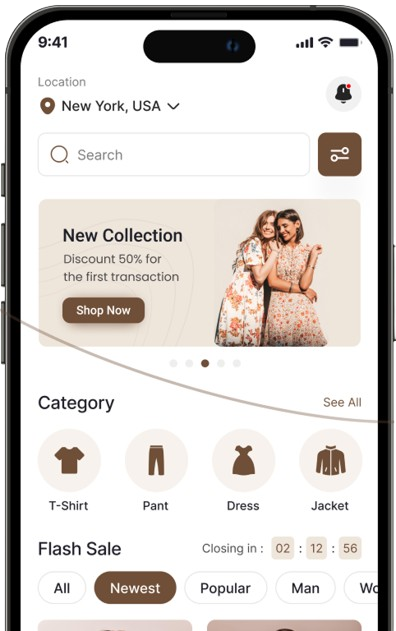 9:41
Location
New York, USA
Search
New Collection
Discount 50% for
the first transaction
Shop Now
Category
See All
T-Shirt
Pant
Dress
Jacket
Flash Sale
Closing in :
02 : 12 : 56
All
Newest
Popular
Man
Wo